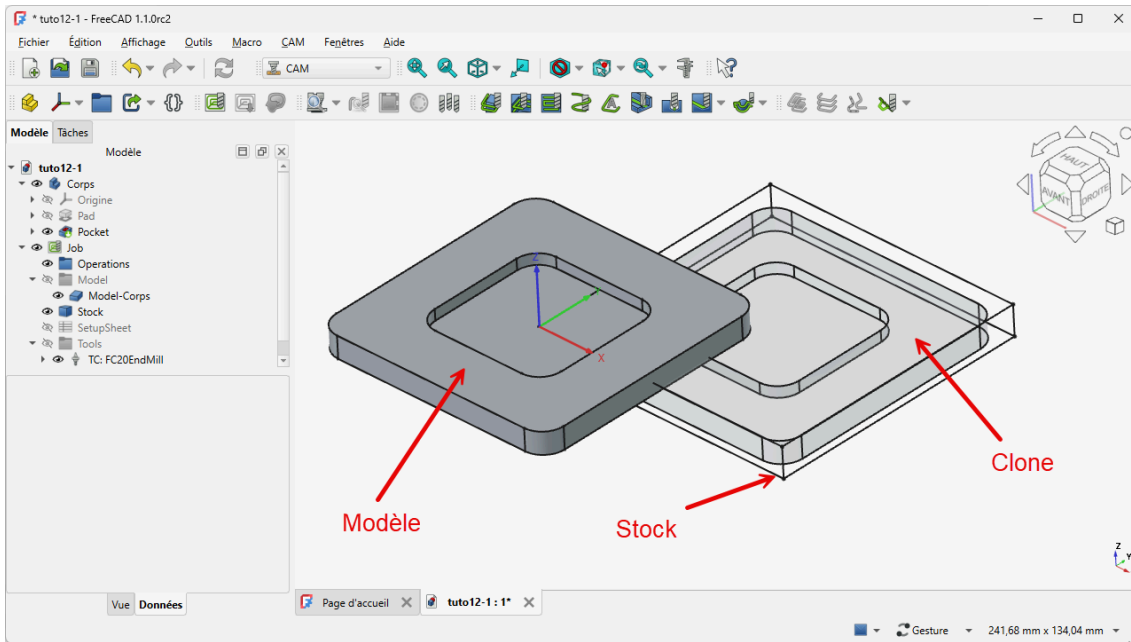 * tuto12-1 - FreeCAD 1.1.0rc2
Fichier Édition Affichage Outils Macro CAM Fenêtres Aide
CAM
Modèle Tâches
Modèle
tuto12-1
Corps
Origine
Pad
Pocket
Job
Operations
Model
Model-Corps
Stock
SetupSheet
Tools
TC: FC20EndMill
HAUT
AVANT
DROITE
Z
X
Modèle
Stock
Clone
Z
Y
X
Vue Données
Page d'accueil tuto12-1 : 1*
Gesture 241,68 mm x 134,04 mm